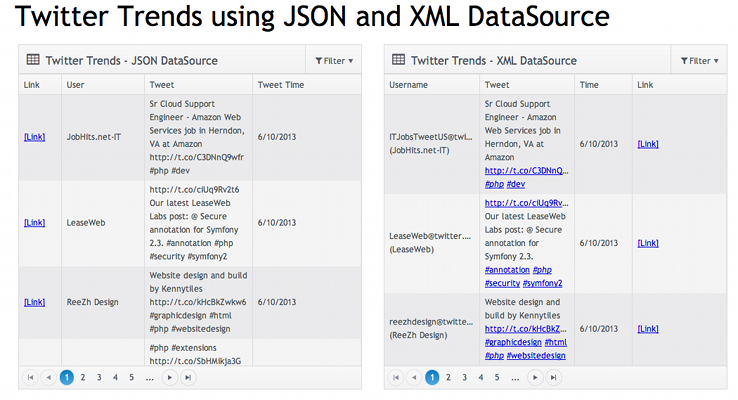 Twitter Trends using JSON and XML DataSource
Twitter Trends - JSON DataSource
Filter
Link User Tweet Tweet Time
[Link]
JobHits.net-IT
Sr Cloud Support
Engineer - Amazon Web
Services job in Herndon,
VA at Amazon
http://t.co/C3DNnQ9wfr
#php #dev
6/10/2013
[Link]
LeaseWeb
http://t.co/ciUq9Rv2t6
Our latest LeaseWeb
Labs post: @ Secure
annotation for Symfony
2.3. #annotation #php
#security #symfony2
6/10/2013
[Link]
ReeZh Design
Website design and build
by Kennytiles
http://t.co/kHcBkZwkw6
#graphicdesign #html
#php #websitedesign
6/10/2013
#php #extensions
http://t.co/SbHMikja3G
1 2 3 4 5 ...
Twitter Trends - XML DataSource
Filter
Username Tweet Time Link
ITJobsTweetUS@twi...
(JobHits.net-IT)
Sr Cloud Support
Engineer - Amazon
Web Services job in
Herndon, VA at
Amazon
http://t.co/C3DNnQ...
#php #dev
6/10/2013
[Link]
LeaseWeb@twitter....
(LeaseWeb)
http://t.co/ciUq9Rv...
Our latest LeaseWeb
Labs post: @ Secure
annotation for
Symfony 2.3.
#annotation #php
#security #symfony2
6/10/2013
[Link]
reezhdesign@twitte...
(ReeZh Design)
Website design and
build by Kennytiles
http://t.co/kHcBkZ...
#graphicdesign #html
#php #websitedesign
6/10/2013
[Link]
1 2 3 4 5 ...